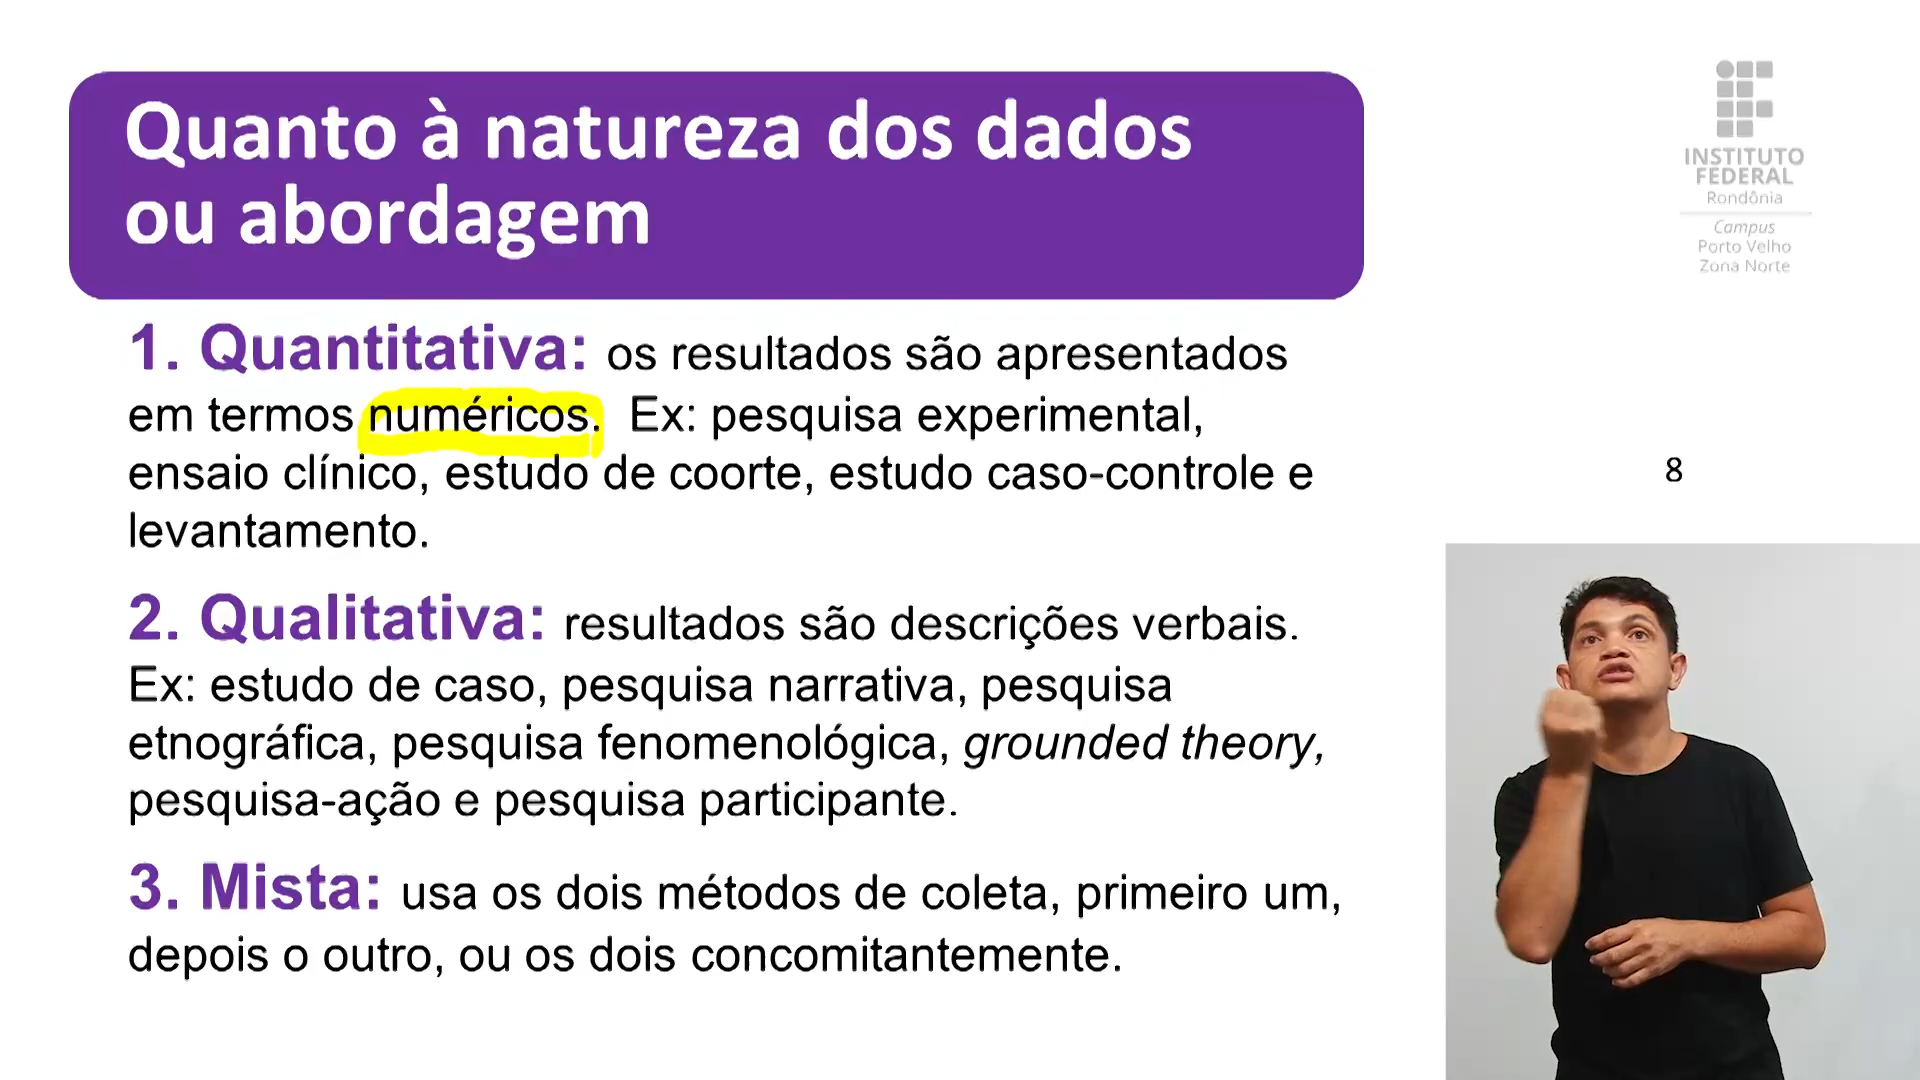 Quanto à natureza dos dados
ou abordagem
INSTITUTO
FEDERAL
Rondônia
Campus
Porto Velho
Zona Norte
1. Quantitativa: os resultados são apresentados
em termos numéricos. Ex: pesquisa experimental,
ensaio clínico, estudo de coorte, estudo caso-controle e
levantamento.
8
2. Qualitativa: resultados são descrições verbais.
Ex: estudo de caso, pesquisa narrativa, pesquisa
etnográfica, pesquisa fenomenológica, grounded theory,
pesquisa-ação e pesquisa participante.
3. Mista: usa os dois métodos de coleta, primeiro um,
depois o outro, ou os dois concomitantemente.